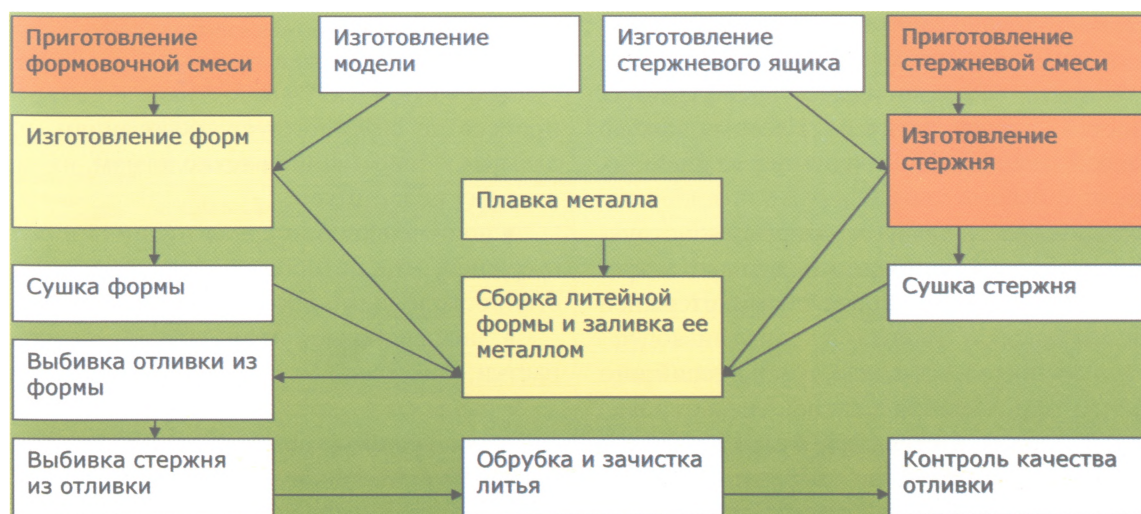 Приготовление
формовочной смеси
Изготовление
модели
Изготовление
стержневого ящика
Приготовление
стержневой смеси
Изготовление форм
Изготовление
стержня
Плавка металла
Сушка формы
Сборка литейной
формы и заливка ее
металлом
Сушка стержня
Выбивка отливки из
формы
Выбивка стержня
из отливки
Обрубка и зачистка
литья
Контроль качества
отливки